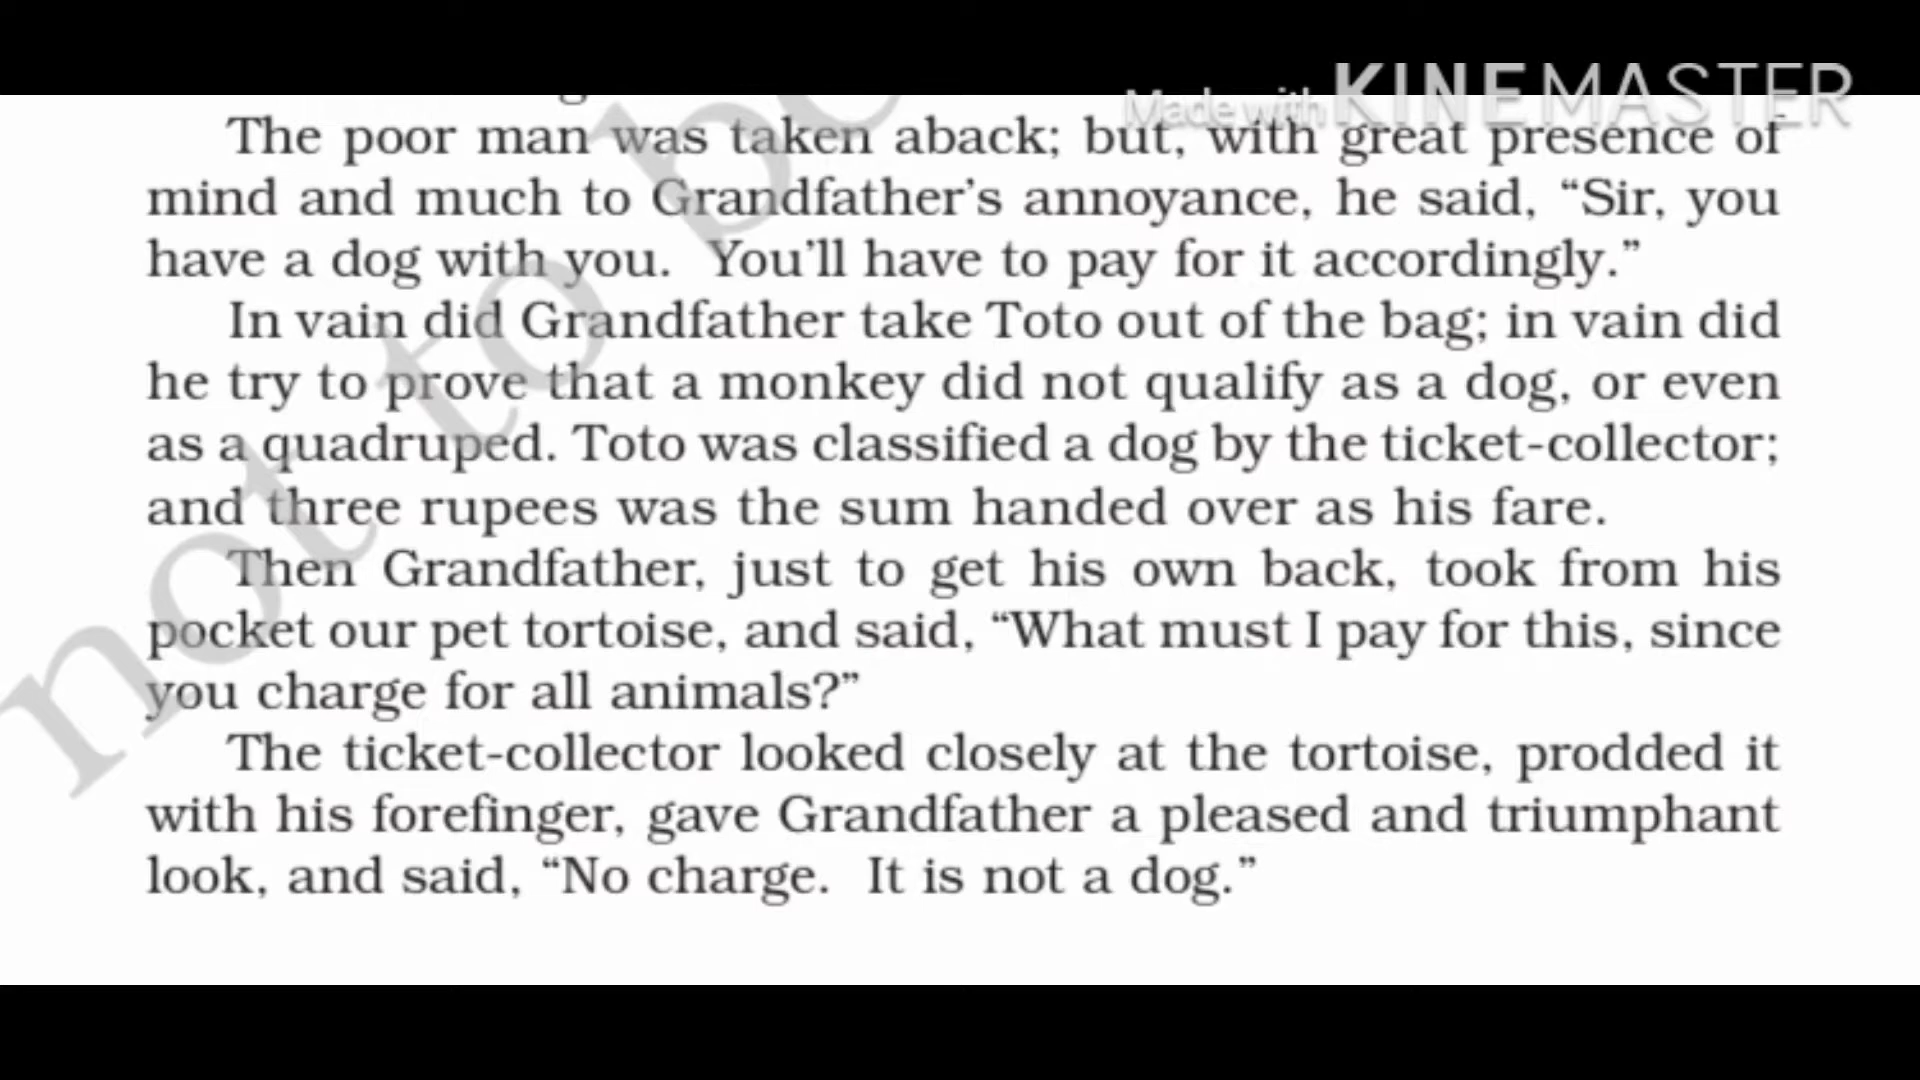 Made with KINEMASTER
The poor man was taken aback; but, with great presence of
mind and much to Grandfather’s annoyance, he said, “Sir, you
have a dog with you.  You’ll have to pay for it accordingly.”
In vain did Grandfather take Toto out of the bag; in vain did
he try to prove that a monkey did not qualify as a dog, or even
as a quadruped. Toto was classified a dog by the ticket-collector;
and three rupees was the sum handed over as his fare.
Then Grandfather, just to get his own back, took from his
pocket our pet tortoise, and said, “What must I pay for this, since
you charge for all animals?”
The ticket-collector looked closely at the tortoise, prodded it
with his forefinger, gave Grandfather a pleased and triumphant
look, and said, “No charge.  It is not a dog.”
not to be